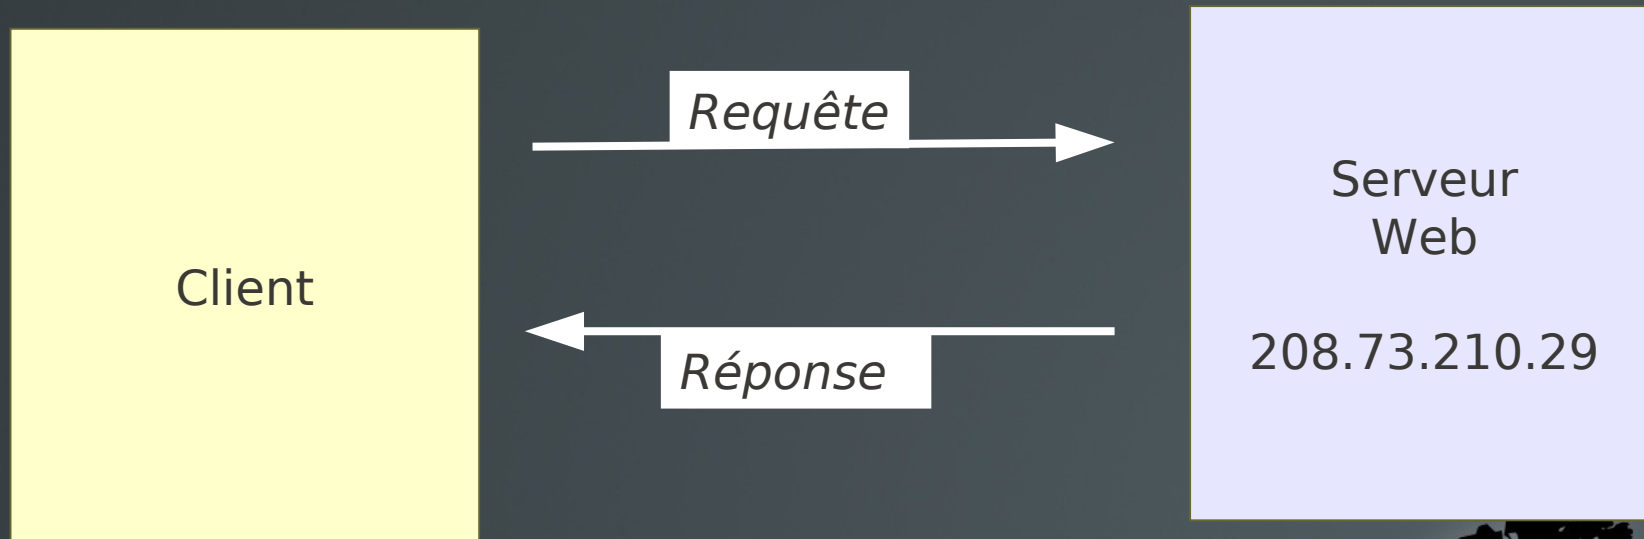 Client
Requête
Réponse
Serveur
Web
208.73.210.29